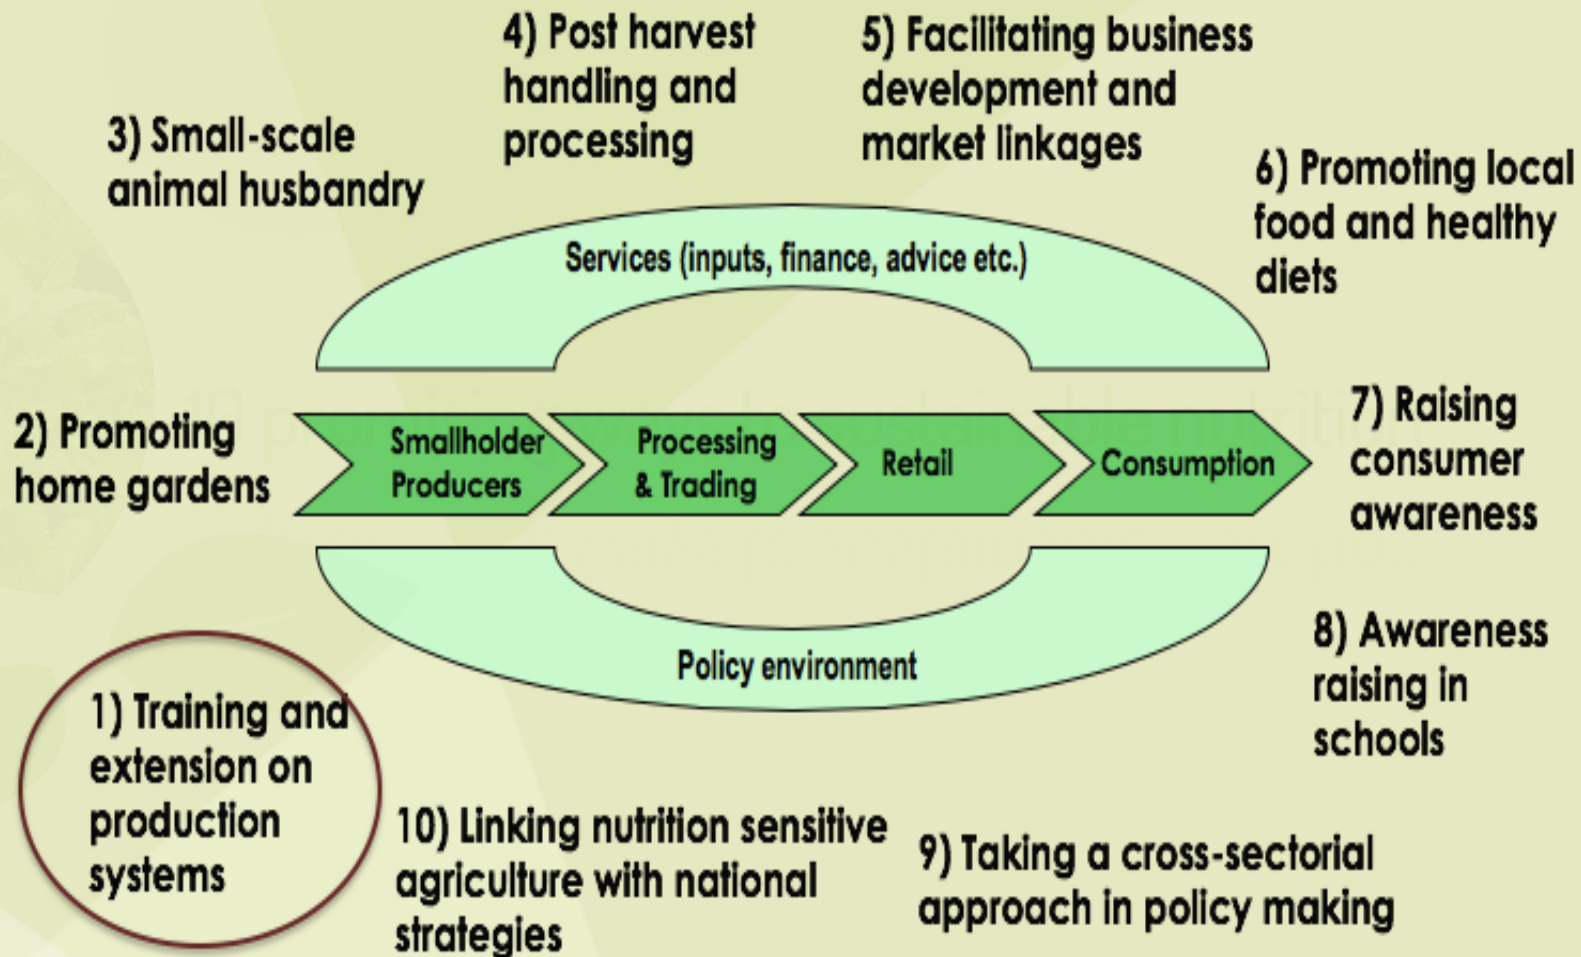 4) Post harvest
handling and
processing
5) Facilitating business
development and
market linkages
3) Small-scale
animal husbandry
6) Promoting local
food and healthy
diets
Services (inputs, finance, advice etc.)
2) Promoting
home gardens
Smallholder
Producers
Processing
& Trading
Retail
Consumption
7) Raising
consumer
awareness
Policy environment
8) Awareness
raising in
schools
1) Training and
extension on
production
systems
10) Linking nutrition sensitive
agriculture with national
strategies
9) Taking a cross-sectorial
approach in policy making